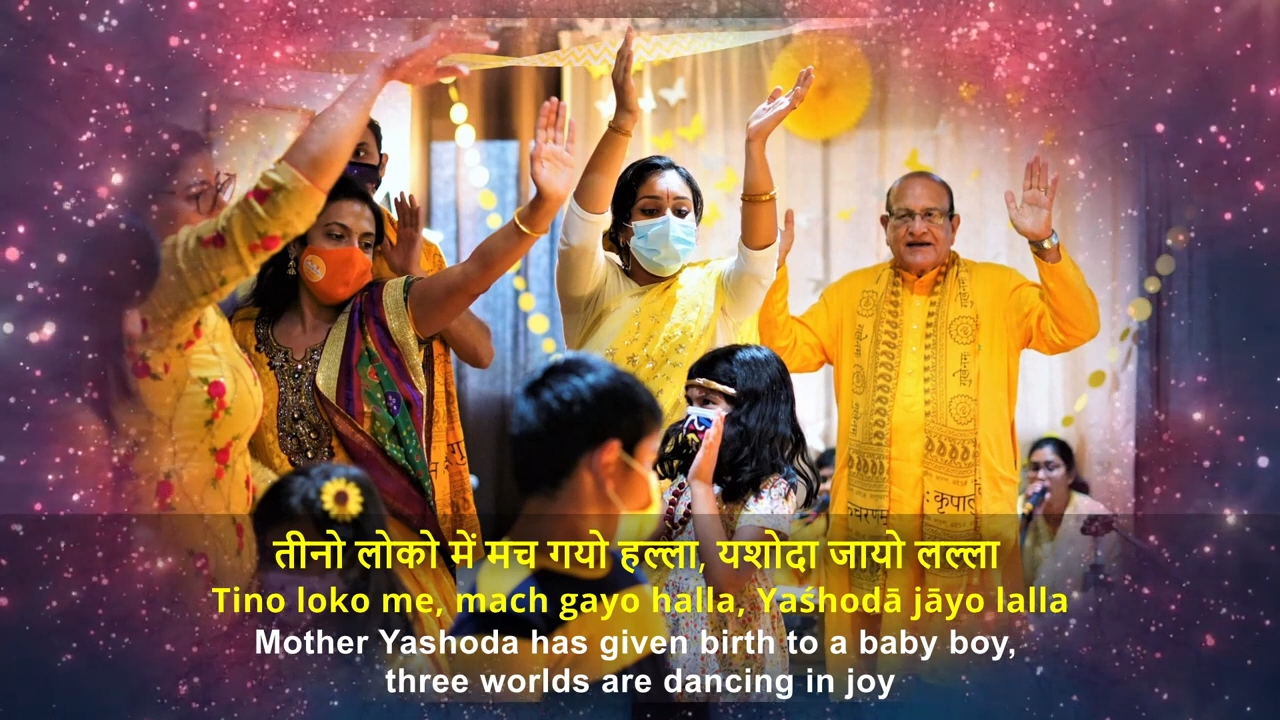 : कृपालु
तीनो लोको में मच गयो हल्ला, यशोदा जायो लल्ला
Tino loko me, mach gayo halla, Yaśhodā jāyo lalla
Mother Yashoda has given birth to a baby boy,
three worlds are dancing in joy